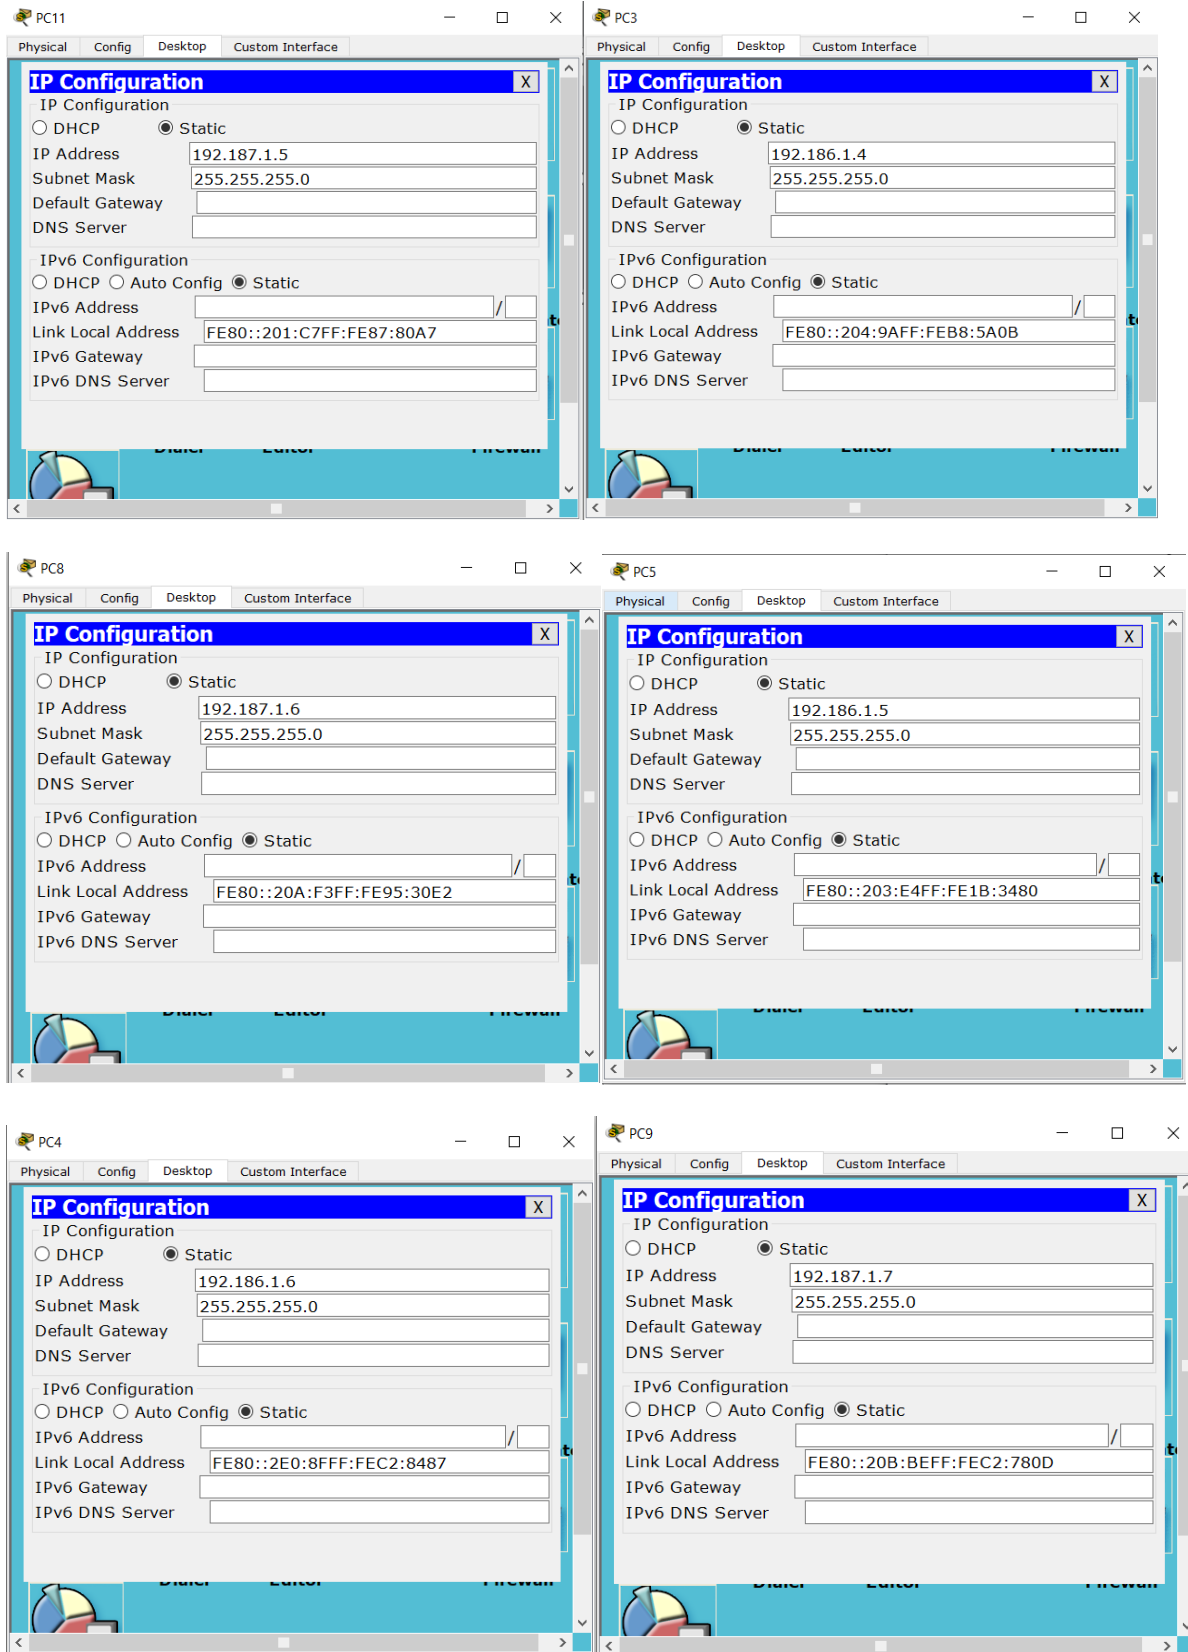 PC11
Physical Config Desktop Custom Interface
IP Configuration X
IP Configuration
DHCP Static
IP Address 192.187.1.5
Subnet Mask 255.255.255.0
Default Gateway
DNS Server
IPv6 Configuration
DHCP Auto Config Static
IPv6 Address /
Link Local Address FE80::201:C7FF:FE87:80A7
IPv6 Gateway
IPv6 DNS Server
PC3
Physical Config Desktop Custom Interface
IP Configuration X
IP Configuration
DHCP Static
IP Address 192.186.1.4
Subnet Mask 255.255.255.0
Default Gateway
DNS Server
IPv6 Configuration
DHCP Auto Config Static
IPv6 Address /
Link Local Address FE80::204:9AFF:FEB8:5A0B
IPv6 Gateway
IPv6 DNS Server
PC8
Physical Config Desktop Custom Interface
IP Configuration X
IP Configuration
DHCP Static
IP Address 192.187.1.6
Subnet Mask 255.255.255.0
Default Gateway
DNS Server
IPv6 Configuration
DHCP Auto Config Static
IPv6 Address /
Link Local Address FE80::20A:F3FF:FE95:30E2
IPv6 Gateway
IPv6 DNS Server
PC5
Physical Config Desktop Custom Interface
IP Configuration X
IP Configuration
DHCP Static
IP Address 192.186.1.5
Subnet Mask 255.255.255.0
Default Gateway
DNS Server
IPv6 Configuration
DHCP Auto Config Static
IPv6 Address /
Link Local Address FE80::203:E4FF:FE1B:3480
IPv6 Gateway
IPv6 DNS Server
PC4
Physical Config Desktop Custom Interface
IP Configuration X
IP Configuration
DHCP Static
IP Address 192.186.1.6
Subnet Mask 255.255.255.0
Default Gateway
DNS Server
IPv6 Configuration
DHCP Auto Config Static
IPv6 Address /
Link Local Address FE80::2E0:8FFF:FEC2:8487
IPv6 Gateway
IPv6 DNS Server
PC9
Physical Config Desktop Custom Interface
IP Configuration X
IP Configuration
DHCP Static
IP Address 192.187.1.7
Subnet Mask 255.255.255.0
Default Gateway
DNS Server
IPv6 Configuration
DHCP Auto Config Static
IPv6 Address /
Link Local Address FE80::20B:BEFF:FEC2:780D
IPv6 Gateway
IPv6 DNS Server